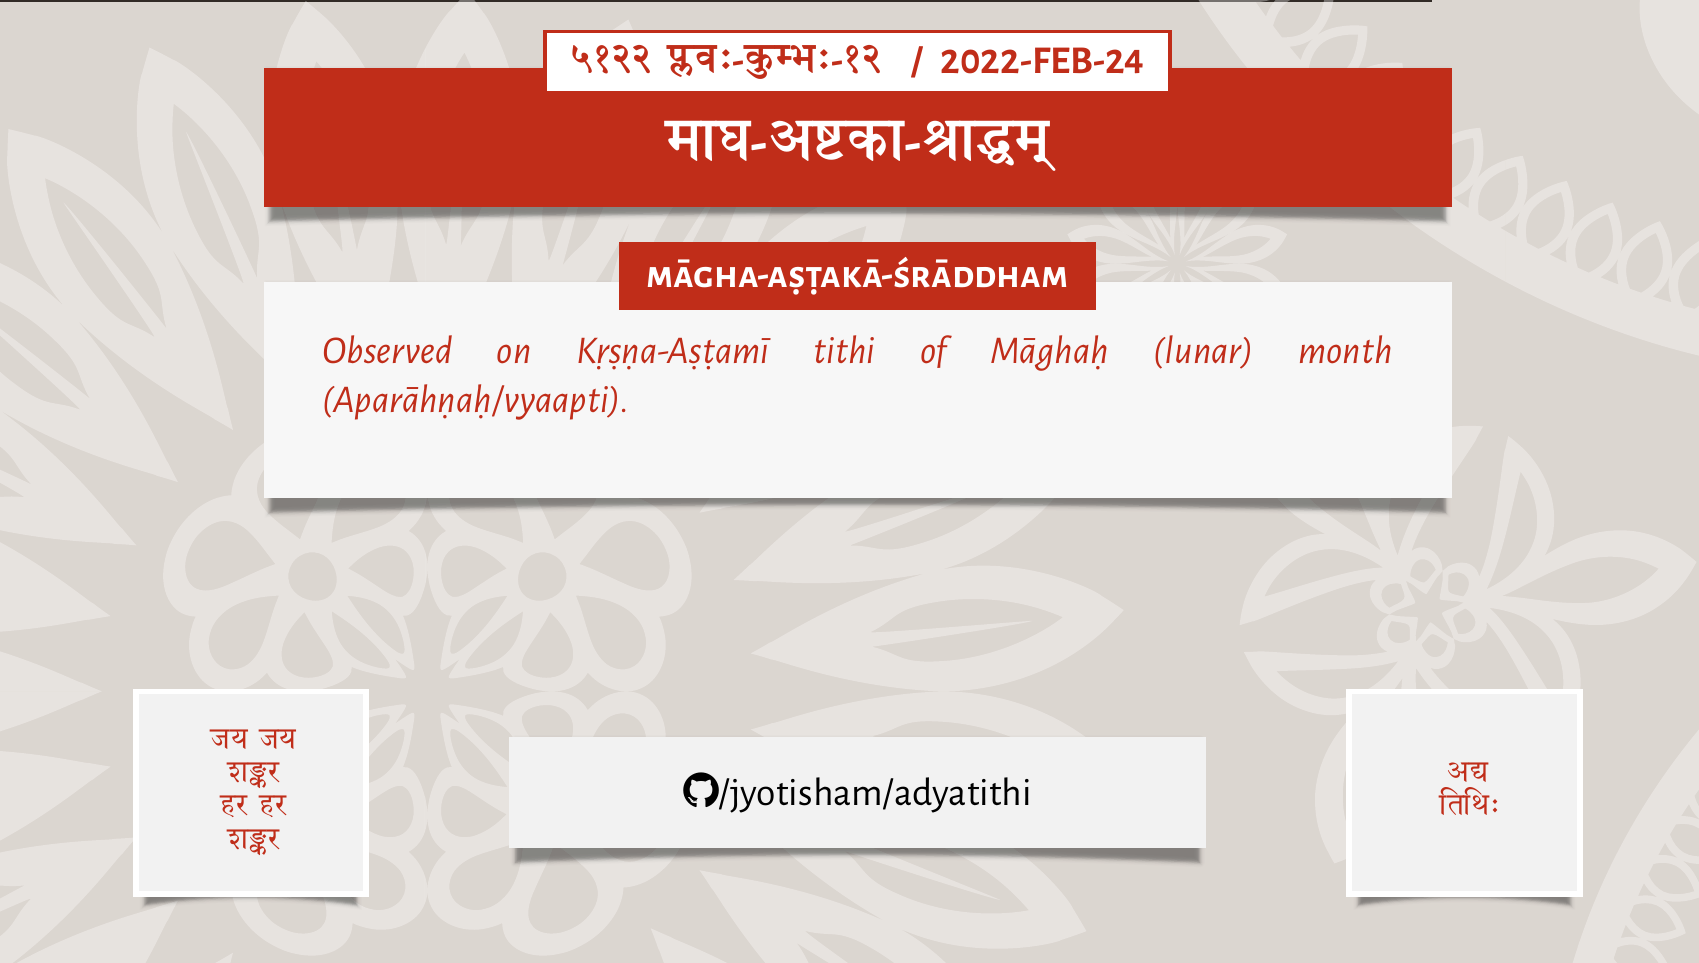 ५१२२ प्लवः-कुम्भः-१२ / 2022-FEB-24
माघ-अष्टका-श्राद्धम्
MĀGHA-AṢṬAKĀ-ŚRĀDDHAM
Observed on Kṛṣṇa-Aṣṭamī tithi of Māghaḥ (lunar) month
(Aparāhṇaḥ/vyaapti).
जय जय
शङ्कर
हर हर
शङ्कर
/jyotisham/adyatithi
अद्य
तिथिः